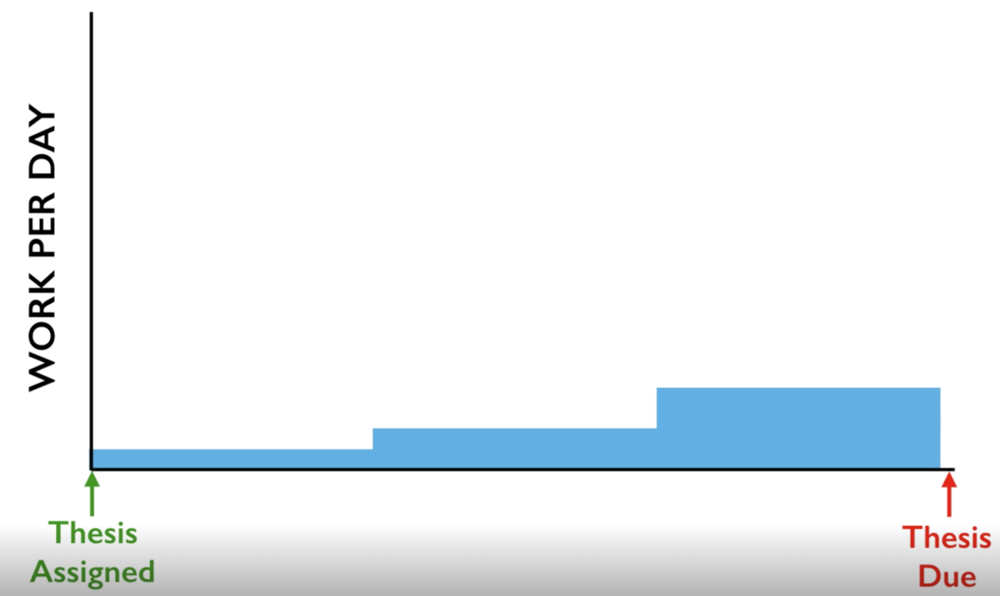 WORK PER DAY
Thesis
Assigned
Thesis
Due